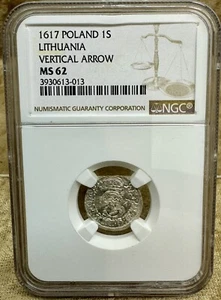 1617 POLAND 1S
LITHUANIA
VERTICAL ARROW
MS 62
3930613-013
NUMISMATIC GUARANTY CORPORATION
NGC®